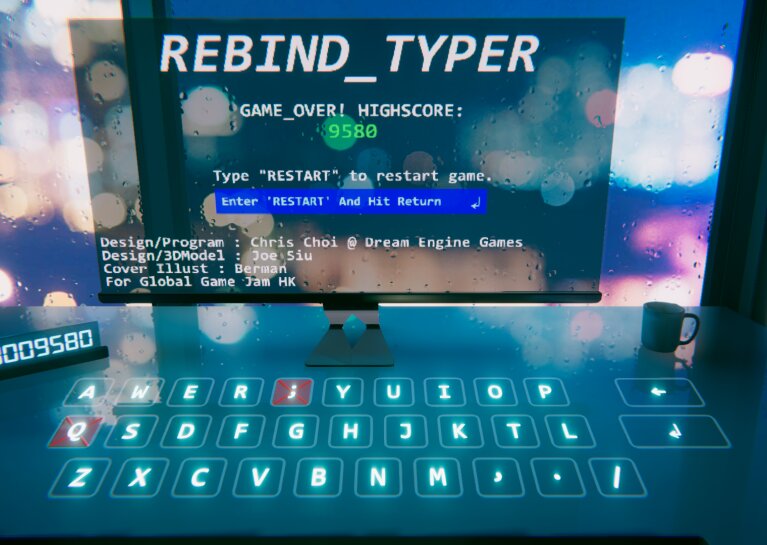 REBIND_TYPER
GAME_OVER! HIGHSCORE:
9580
Type "RESTART" to restart game.
Enter 'RESTART' And Hit Return ↲
Design/Program : Chris Choi @ Dream Engine Games
Design/3DModel : Joe Siu
Cover Illust : Berman
For Global Game Jam HK
0009580
A W E R ; Y U I O P ←
Q S D F G H J K T L ↲
Z X C V B N M , . /